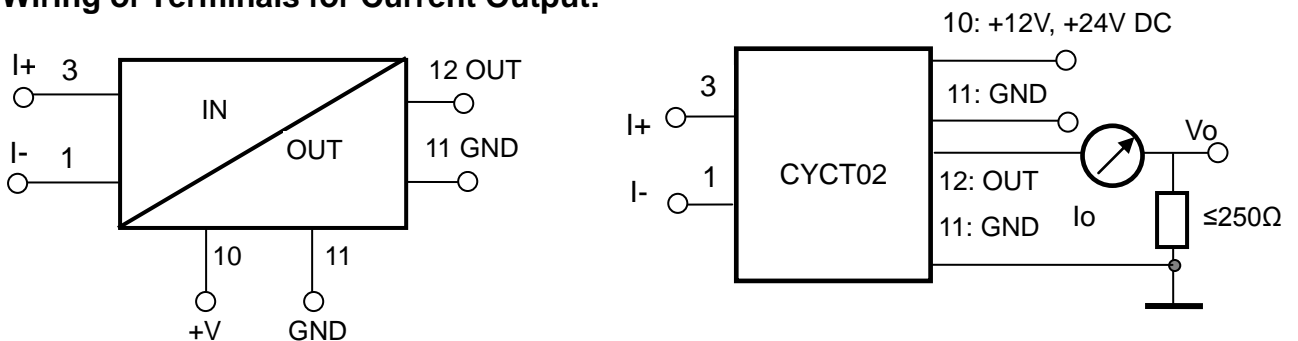 Wiring of Terminals for Current Output:
I+ 3
IN
12 OUT
I- 1
OUT
11 GND
10
11
+V
GND
10: +12V, +24V DC
3
11: GND
I+
Vo
1
CYCT02
12: OUT
I-
Io
≤250Ω
11: GND